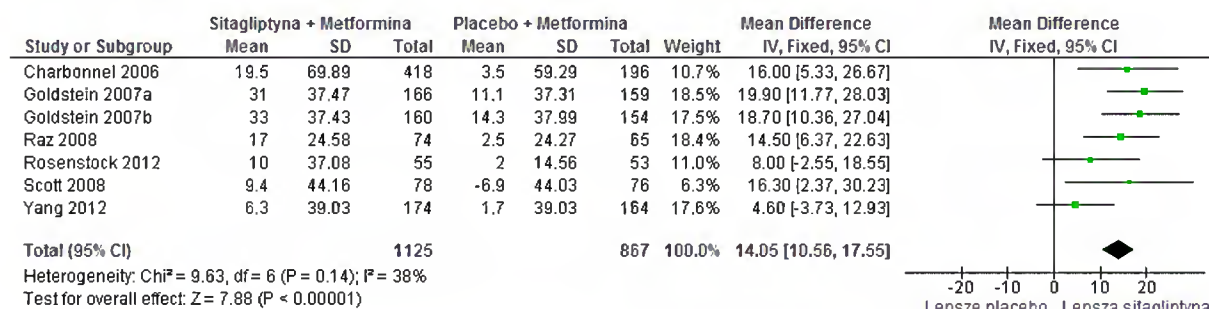 Sitagliptyna + Metformina Placebo + Metformina Mean Difference Mean Difference
Study or Subgroup Mean SD Total Mean SD Total Weight IV, Fixed, 95% CI IV, Fixed, 95% CI
Charbonnel 2006 19.5 69.89 418 3.5 59.29 196 10.7% 16.00 [5.33, 26.67]
Goldstein 2007a 31 37.47 166 11.1 37.31 159 18.5% 19.90 [11.77, 28.03]
Goldstein 2007b 33 37.43 160 14.3 37.99 154 17.5% 18.70 [10.36, 27.04]
Raz 2008 17 24.58 74 2.5 24.27 65 18.4% 14.50 [6.37, 22.63]
Rosenstock 2012 10 37.08 55 2 14.56 53 11.0% 8.00 [-2.55, 18.55]
Scott 2008 9.4 44.16 78 -6.9 44.03 76 6.3% 16.30 [2.37, 30.23]
Yang 2012 6.3 39.03 174 1.7 39.03 164 17.6% 4.60 [-3.73, 12.93]
Total (95% CI) 1125 867 100.0% 14.05 [10.56, 17.55]
Heterogeneity: Chi² = 9.63, df = 6 (P = 0.14); I² = 38%
Test for overall effect: Z = 7.88 (P < 0.00001)
-20 -10 0 10 20
Lepsze placebo Lepsza sitagliptyna